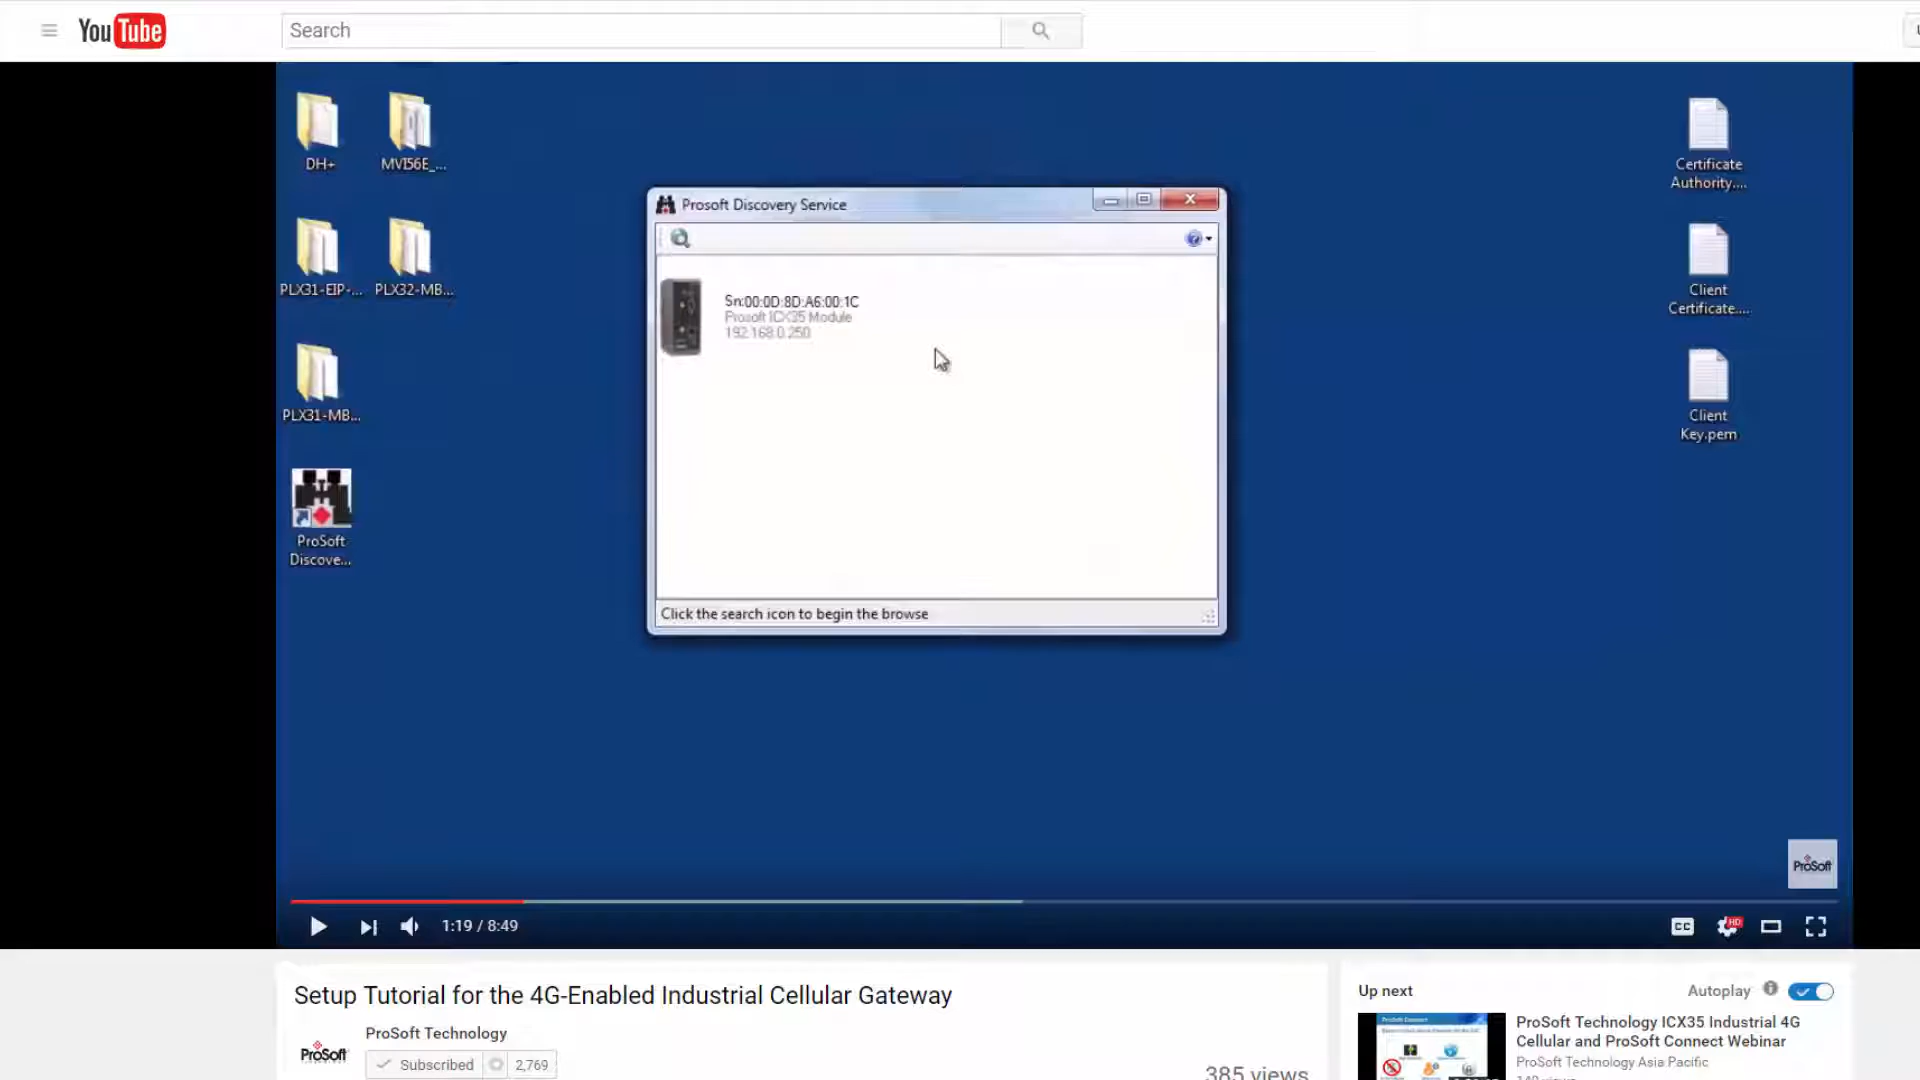 YouTube
Search
DH+
MVI56E_...
PLX31-EIP-...
PLX32-MB...
PLX31-MB...
ProSoft
Discove...
Prosoft Discovery Service
Sn:00:0D:8D:A6:00:1C
Prosoft ICX35 Module
192.168.0.250
Click the search icon to begin the browse
Certificate
Authority....
Client
Certificate....
Client
Key.pem
ProSoft
1:19 / 8:49
CC
HD
Setup Tutorial for the 4G-Enabled Industrial Cellular Gateway
ProSoft
ProSoft Technology
Subscribed
2,769
385 views
Up next
Autoplay
ProSoft Technology ICX35 Industrial 4G
Cellular and ProSoft Connect Webinar
ProSoft Technology Asia Pacific